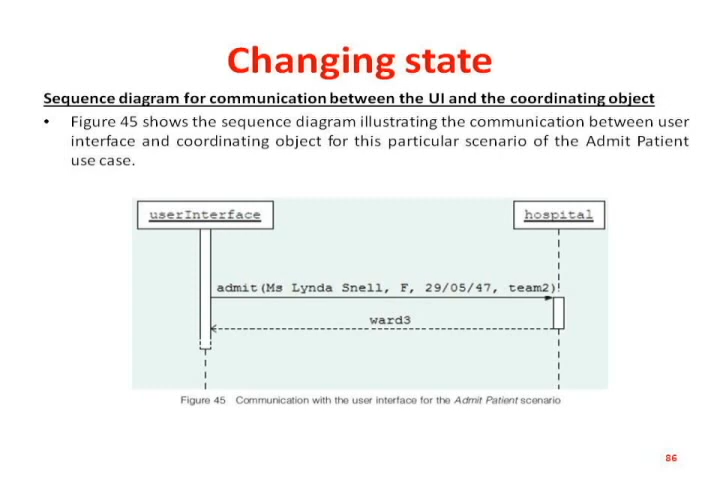 Changing state
Sequence diagram for communication between the UI and the coordinating object
• Figure 45 shows the sequence diagram illustrating the communication between user
interface and coordinating object for this particular scenario of the Admit Patient
use case.
userInterface
hospital
admit(Ms Lynda Snell, F, 29/05/47, team2)
ward3
Figure 45 Communication with the user interface for the Admit Patient scenario
86